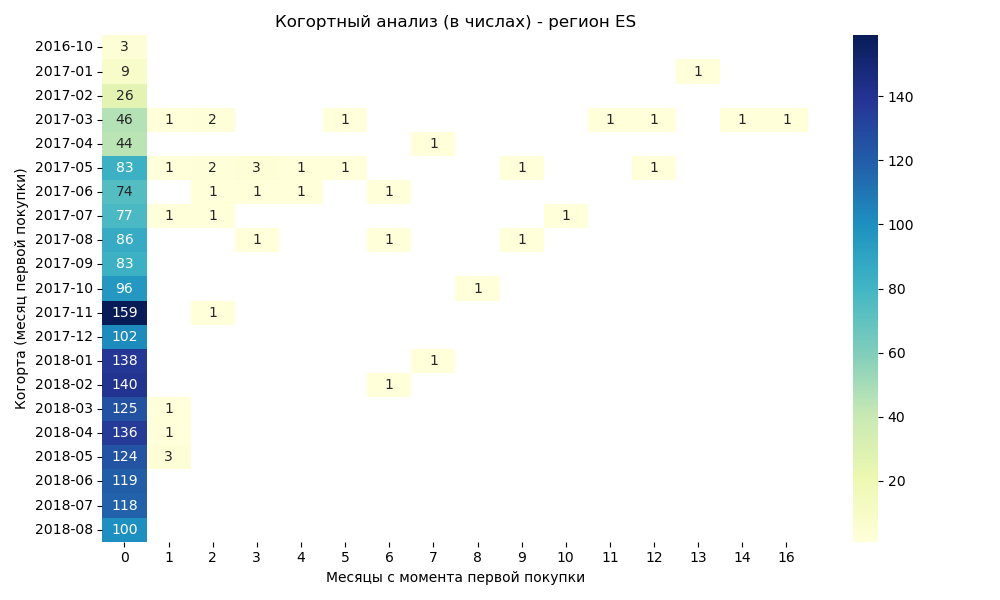 Когортный анализ (в числах) - регион ES
Когорта (месяц первой покупки)
2016-10 3
2017-01 9 1
2017-02 26
2017-03 46 1 2 1 1 1 1 1
2017-04 44 1
2017-05 83 1 2 3 1 1 1 1
2017-06 74 1 1 1 1
2017-07 77 1 1 1
2017-08 86 1 1 1
2017-09 83
2017-10 96 1
2017-11 159 1
2017-12 102
2018-01 138 1
2018-02 140 1
2018-03 125 1
2018-04 136 1
2018-05 124 3
2018-06 119
2018-07 118
2018-08 100
0 1 2 3 4 5 6 7 8 9 10 11 12 13 14 16
Месяцы с момента первой покупки
140
120
100
80
60
40
20